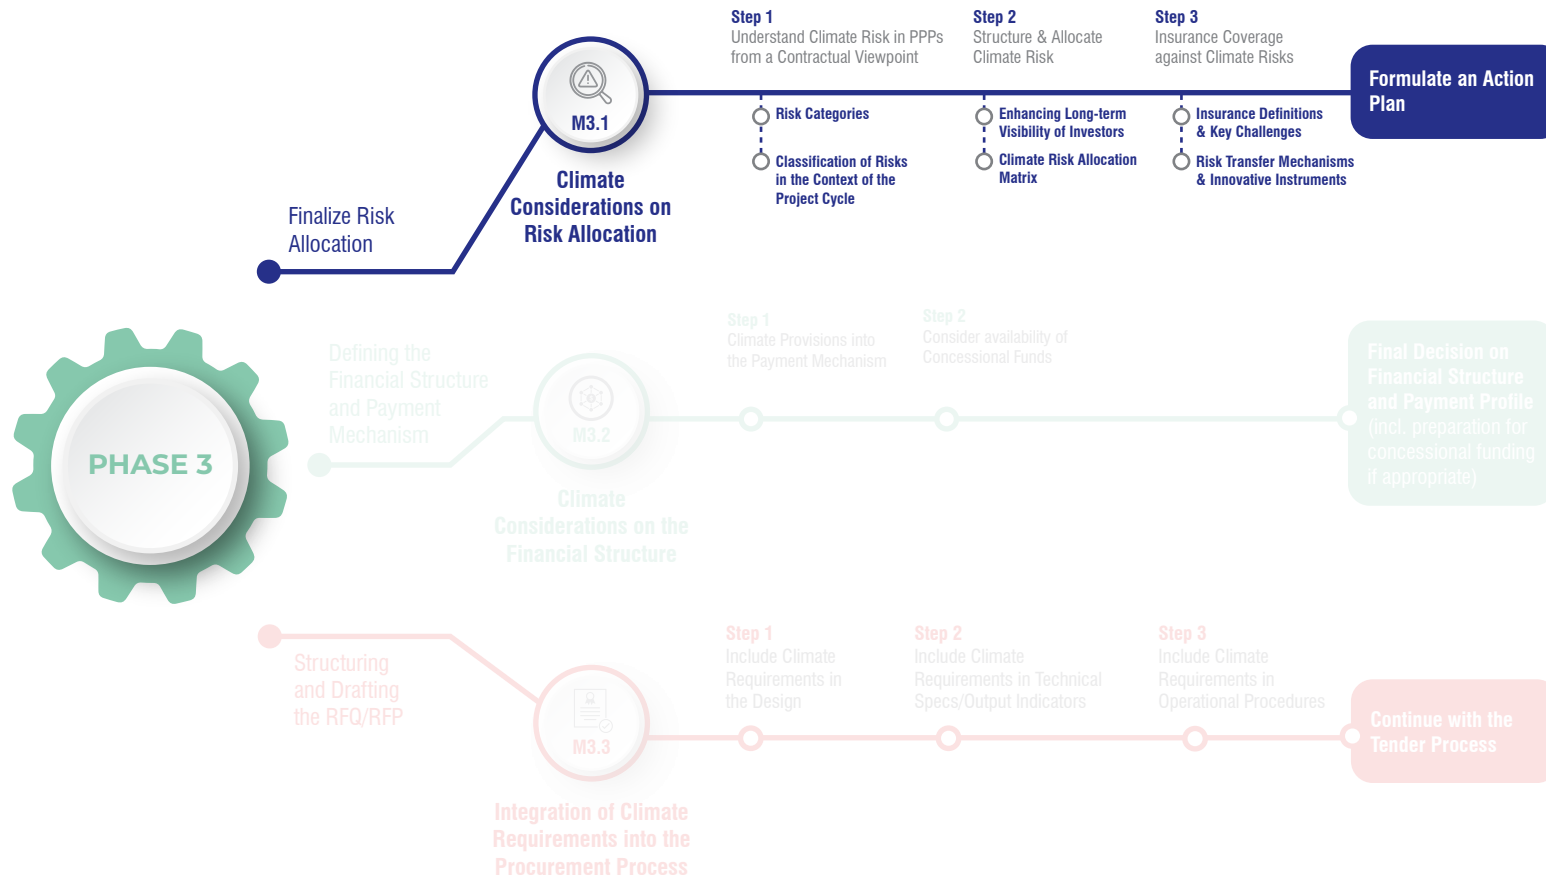 PHASE 3
Finalize Risk
Allocation
M3.1
Climate
Considerations on
Risk Allocation
Step 1
Understand Climate Risk in PPPs
from a Contractual Viewpoint
Risk Categories
Classification of Risks
in the Context of the
Project Cycle
Step 2
Structure & Allocate
Climate Risk
Enhancing Long-term
Visibility of Investors
Climate Risk Allocation
Matrix
Step 3
Insurance Coverage
against Climate Risks
Insurance Definitions
& Key Challenges
Risk Transfer Mechanisms
& Innovative Instruments
Formulate an Action
Plan
Defining the
Financial Structure
and Payment
Mechanism
M3.2
Climate
Considerations on the
Financial Structure
Step 1
Climate Provisions into
the Payment Mechanism
Step 2
Consider availability of
Concessional Funds
Final Decision on
Financial Structure
and Payment Profile
(incl. preparation for
concessional funding
if appropriate)
Structuring
and Drafting
the RFQ/RFP
M3.3
Integration of Climate
Requirements into the
Procurement Process
Step 1
Include Climate
Requirements in
the Design
Step 2
Include Climate
Requirements in Technical
Specs/Output Indicators
Step 3
Include Climate
Requirements in
Operational Procedures
Continue with the
Tender Process